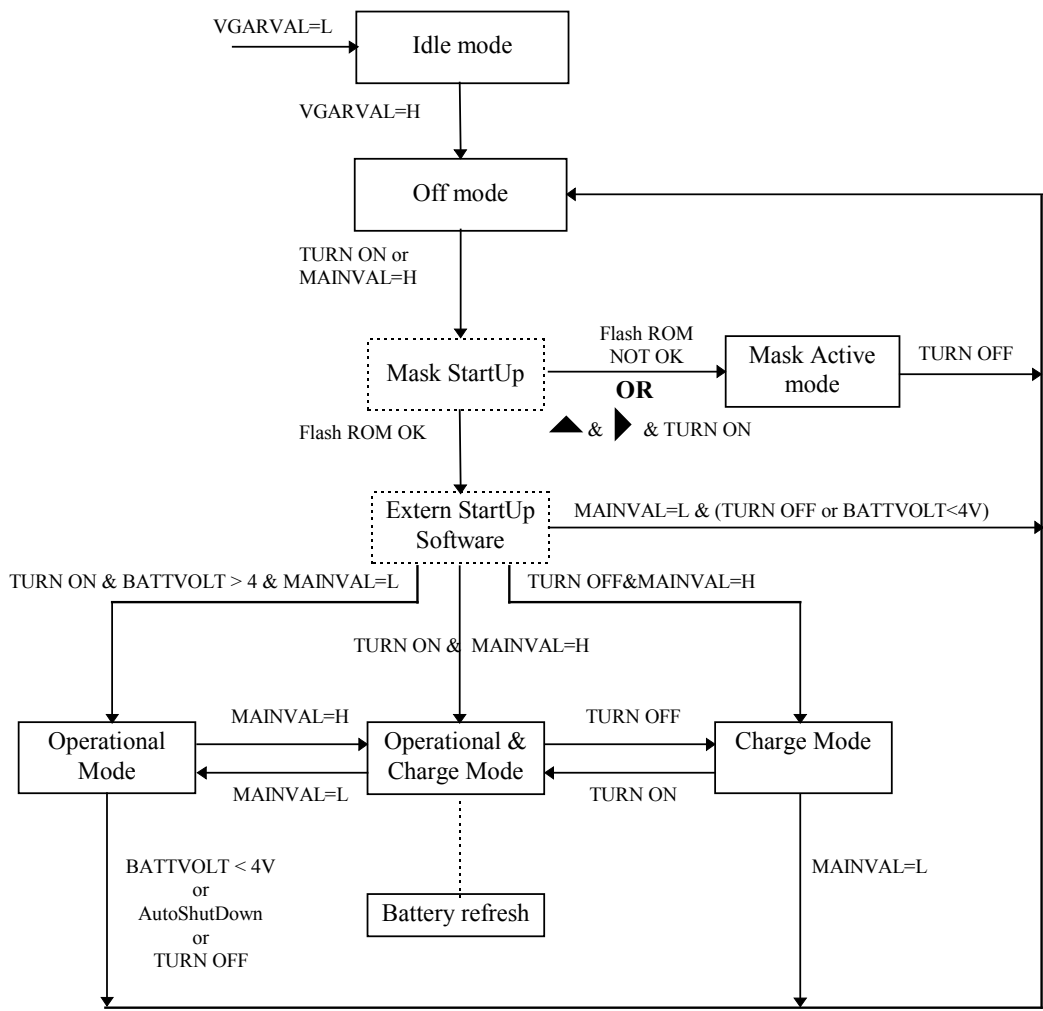 VGARVAL=L
Idle mode
VGARVAL=H
Off mode
TURN ON or
MAINVAL=H
Mask StartUp
Flash ROM
NOT OK
OR
& & TURN ON
Mask Active
mode
TURN OFF
Flash ROM OK
Extern StartUp
Software
MAINVAL=L & (TURN OFF or BATTVOLT<4V)
TURN ON & BATTVOLT > 4 & MAINVAL=L
TURN OFF&MAINVAL=H
TURN ON & MAINVAL=H
Operational
Mode
MAINVAL=H
MAINVAL=L
Operational &
Charge Mode
TURN OFF
TURN ON
Charge Mode
BATTVOLT < 4V
or
AutoShutDown
or
TURN OFF
Battery refresh
MAINVAL=L